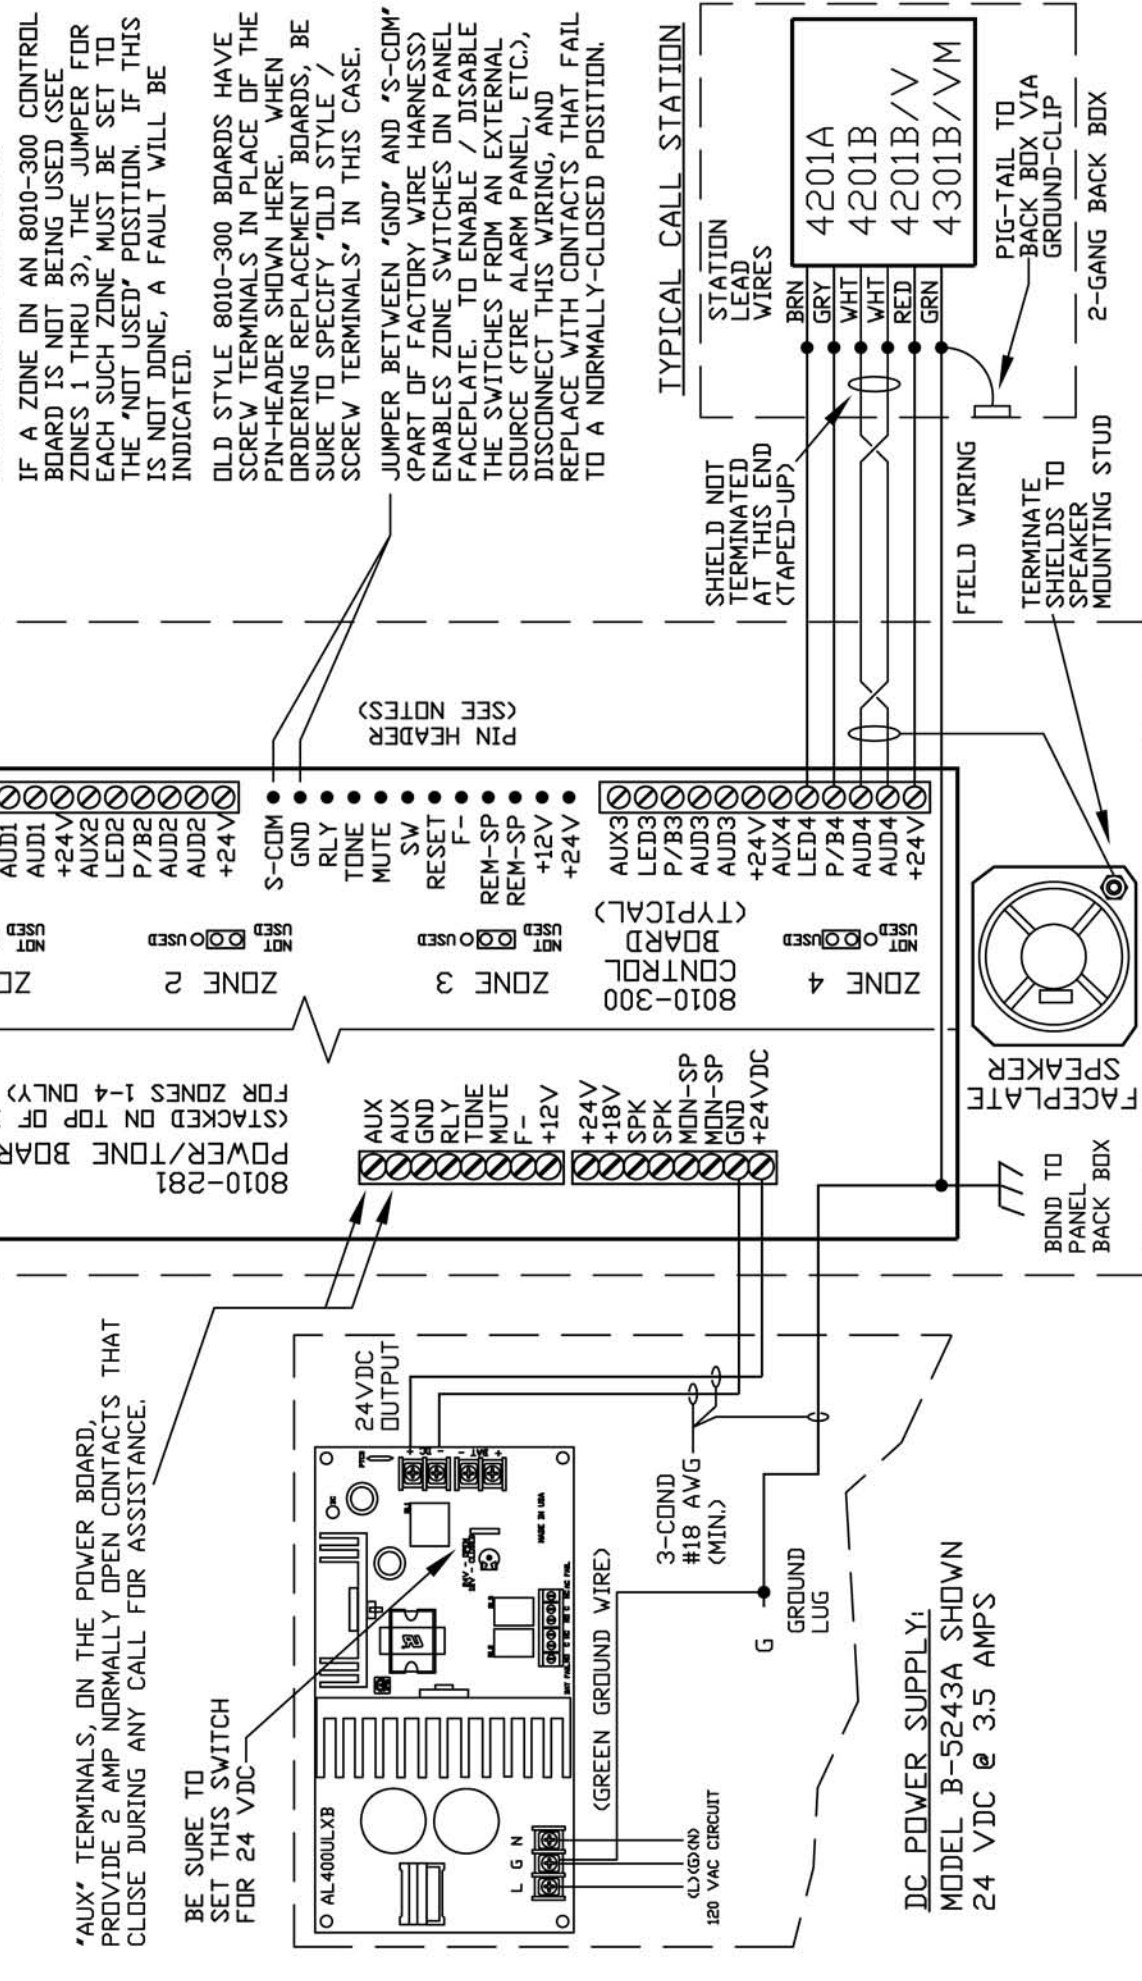 IF A ZONE ON AN 8010-300 CONTROL
BOARD IS NOT BEING USED (SEE
ZONES 1 THRU 3), THE JUMPER FOR
EACH SUCH ZONE MUST BE SET TO
THE "NOT USED" POSITION. IF THIS
IS NOT DONE, A FAULT WILL BE
INDICATED.
OLD STYLE 8010-300 BOARDS HAVE
SCREW TERMINALS IN PLACE OF THE
PIN-HEADER SHOWN HERE. WHEN
ORDERING REPLACEMENT BOARDS, BE
SURE TO SPECIFY "OLD STYLE /
SCREW TERMINALS" IN THIS CASE.
JUMPER BETWEEN "GND" AND "S-COM"
(PART OF FACTORY WIRE HARNESS)
ENABLES ZONE SWITCHES ON PANEL
FACEPLATE. TO ENABLE / DISABLE
THE SWITCHES FROM AN EXTERNAL
SOURCE (FIRE ALARM PANEL, ETC.),
DISCONNECT THIS WIRING, AND
REPLACE WITH CONTACTS THAT FAIL
TO A NORMALLY-CLOSED POSITION.
TYPICAL CALL STATION
STATION
LEAD
WIRES
BRN
GRY
WHT
WHT
RED
GRN
4201A
4201B
4201B/V
4301B/VM
PIG-TAIL TO
BACK BOX VIA
GROUND-CLIP
2-GANG BACK BOX
SHIELD NOT
TERMINATED
AT THIS END
(TAPED-UP)
FIELD WIRING
TERMINATE
SHIELDS TO
SPEAKER
MOUNTING STUD
PIN HEADER
(SEE NOTES)
AUD1
AUD1
+24V
AUX2
LED2
P/B2
AUD2
AUD2
+24V
S-COM
GND
RLY
TONE
MUTE
SW
RESET
F-
REM-SP
REM-SP
+12V
+24V
AUX3
LED3
P/B3
AUD3
AUD3
+24V
AUX4
LED4
P/B4
AUD4
AUD4
+24V
NOT
USED
ZONE 2
USED
NOT
USED
ZONE 3
USED
NOT
USED
8010-300
CONTROL
BOARD
(TYPICAL)
ZONE 4
USED
NOT
USED
FACEPLATE
SPEAKER
8010-281
POWER/TONE
(STACKED ON TOP OF
FOR ZONES 1-4 ONLY)
AUX
AUX
GND
RLY
TONE
MUTE
F-
+12V
+24V
+18V
SPK
SPK
MON-SP
MON-SP
GND
+24VDC
BOND TO
PANEL
BACK BOX
"AUX" TERMINALS, ON THE POWER BOARD,
PROVIDE 2 AMP NORMALLY OPEN CONTACTS THAT
CLOSE DURING ANY CALL FOR ASSISTANCE.
BE SURE TO
SET THIS SWITCH
FOR 24 VDC
24VDC
OUTPUT
+ DC -
- BAT +
MADE IN USA
AL400ULXB
L G N
(L)(G)(N)
120 VAC CIRCUIT
(GREEN GROUND WIRE)
3-COND
#18 AWG
(MIN.)
G
GROUND
LUG
DC POWER SUPPLY:
MODEL B-5243A SHOWN
24 VDC @ 3.5 AMPS